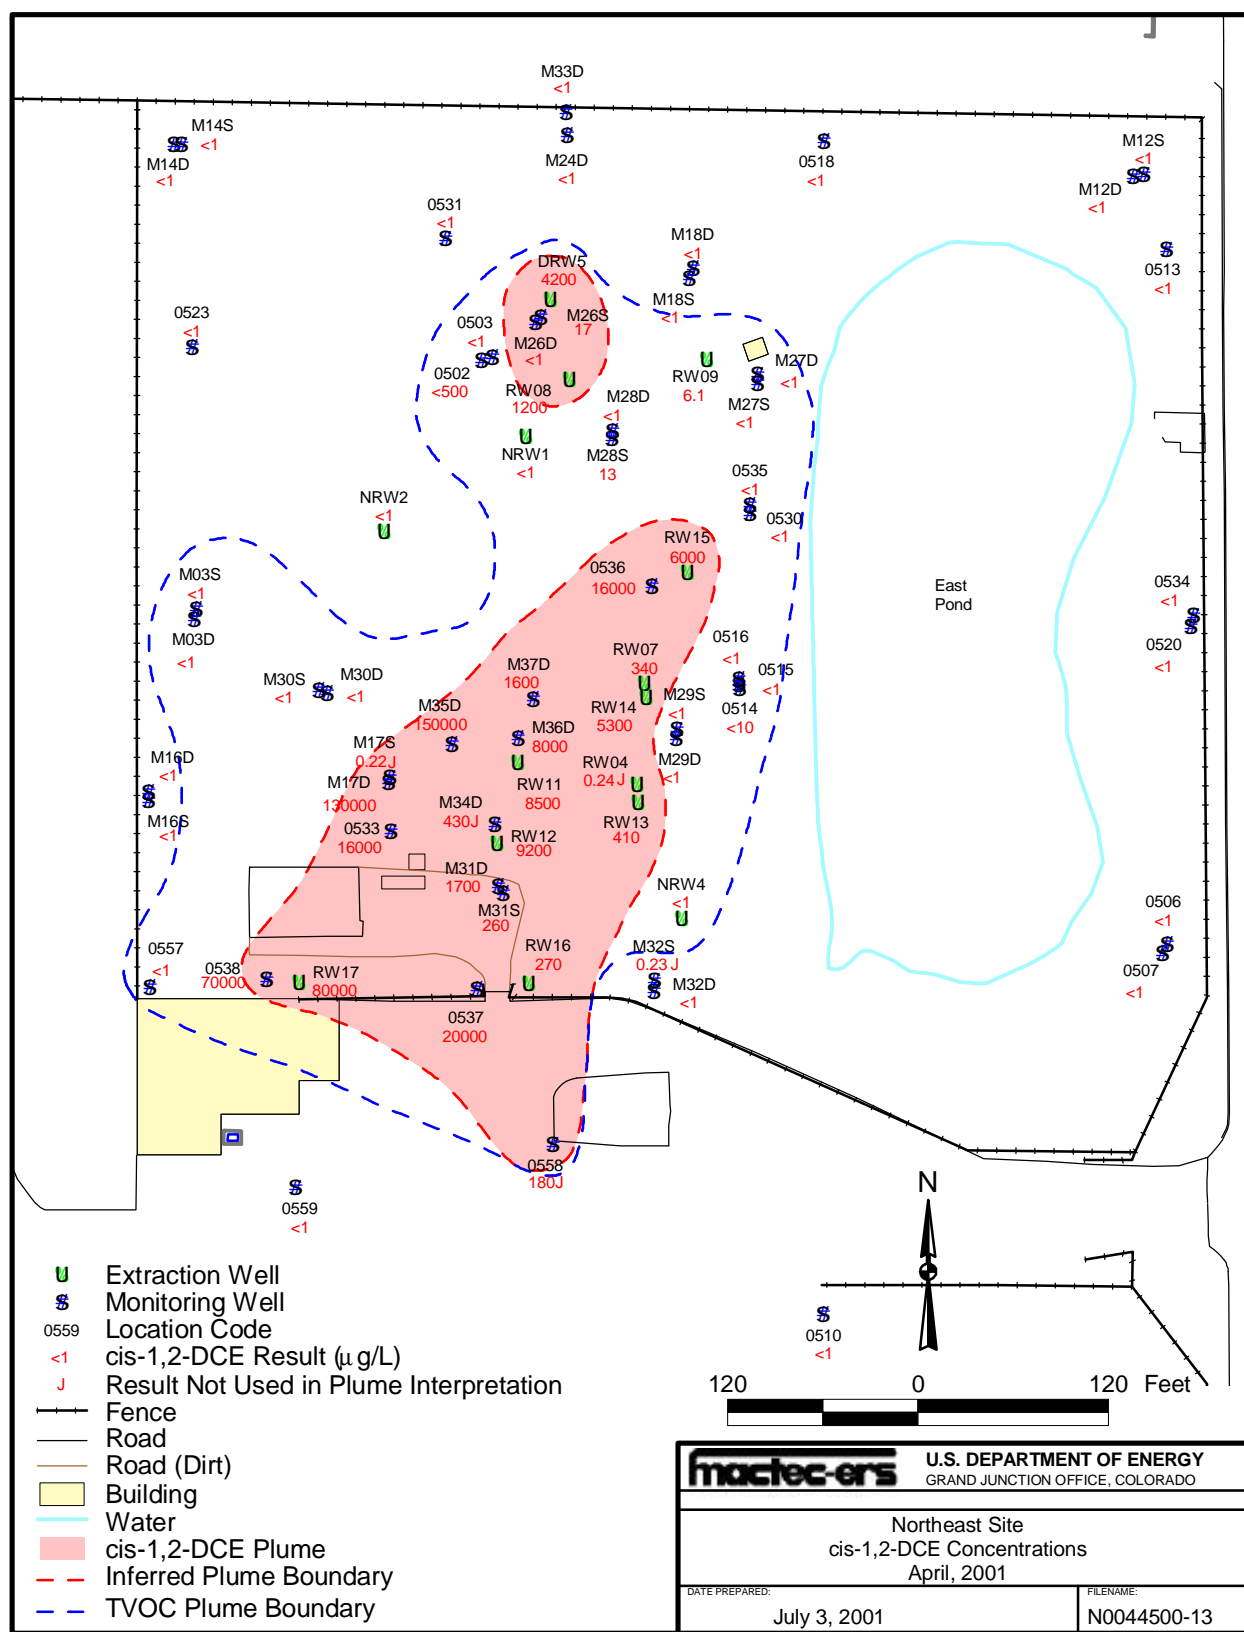 M33D
<1
M14S
<1
M14D
<1
M24D
<1
0518
<1
M12S
<1
M12D
<1
0531
<1
M18D
<1
M18S
<1
0513
<1
DRW5
4200
M26S
17
M26D
<1
0523
<1
0503
<1
0502
<500
RW08
1200
RW09
6.1
M27D
<1
M27S
<1
M28D
<1
M28S
13
NRW1
<1
NRW2
<1
0535
<1
0530
<1
RW15
6000
0536
16000
East
Pond
0534
<1
0520
<1
M03S
<1
M03D
<1
M30S
<1
M30D
<1
0516
<1
0515
<1
0514
<10
RW07
340
RW14
5300
M29S
<1
M29D
<1
M37D
1600
M35D
150000
M36D
8000
M17S
0.22J
M17D
130000
M16D
<1
M16S
<1
RW11
8500
RW04
0.24J
RW13
410
M34D
430J
RW12
9200
0533
16000
M31D
1700
M31S
260
NRW4
<1
0506
<1
0507
<1
0557
<1
0538
70000
RW17
80000
RW16
270
M32S
0.23J
M32D
<1
0537
20000
0558
180J
0559
<1
N
0510
<1
Extraction Well
Monitoring Well
0559 Location Code
<1 cis-1,2-DCE Result (μg/L)
J Result Not Used in Plume Interpretation
Fence
Road
Road (Dirt)
Building
Water
cis-1,2-DCE Plume
Inferred Plume Boundary
TVOC Plume Boundary
120 0 120 Feet
mactec-ers
U.S. DEPARTMENT OF ENERGY
GRAND JUNCTION OFFICE, COLORADO
Northeast Site
cis-1,2-DCE Concentrations
April, 2001
DATE PREPARED:
July 3, 2001
FILENAME:
N0044500-13